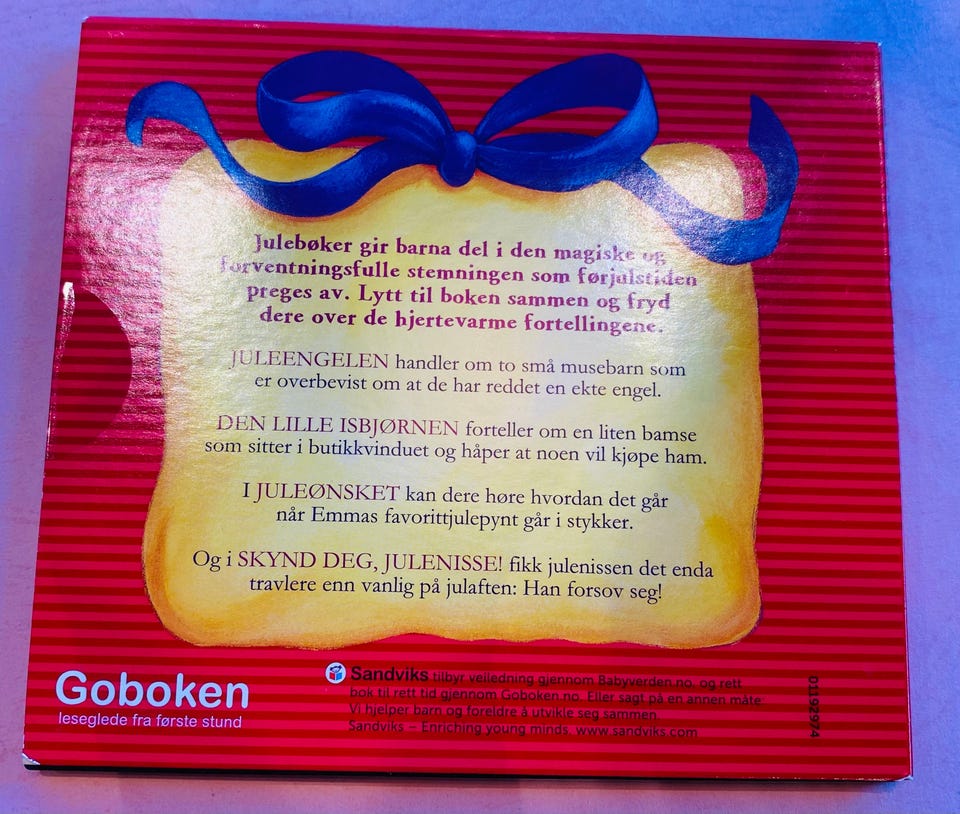 Julebøker gir barna del i den magiske og
forventningsfulle stemningen som førjulstiden
preges av. Lytt til boken sammen og fryd
dere over de hjertevarme fortellingene.
JULEENGELEN handler om to små musebarn som
er overbevist om at de har reddet en ekte engel.
DEN LILLE ISBJØRNEN forteller om en liten bamse
som sitter i butikkvinduet og håper at noen vil kjøpe ham.
I JULEØNSKET kan dere høre hvordan det går
når Emmas favorittjulepynt går i stykker.
Og i SKYND DEG, JULENISSE! fikk julenissen det enda
travlere enn vanlig på julaften: Han forsov seg!
Goboken
leseglede fra første stund
Sandviks tilbyr veiledning gjennom Babyverden.no, og rett
bok til rett tid gjennom Goboken.no. Eller sagt på en annen måte:
Vi hjelper barn og foreldre å utvikle seg sammen.
Sandviks – Enriching young minds. www.sandviks.com
01192974